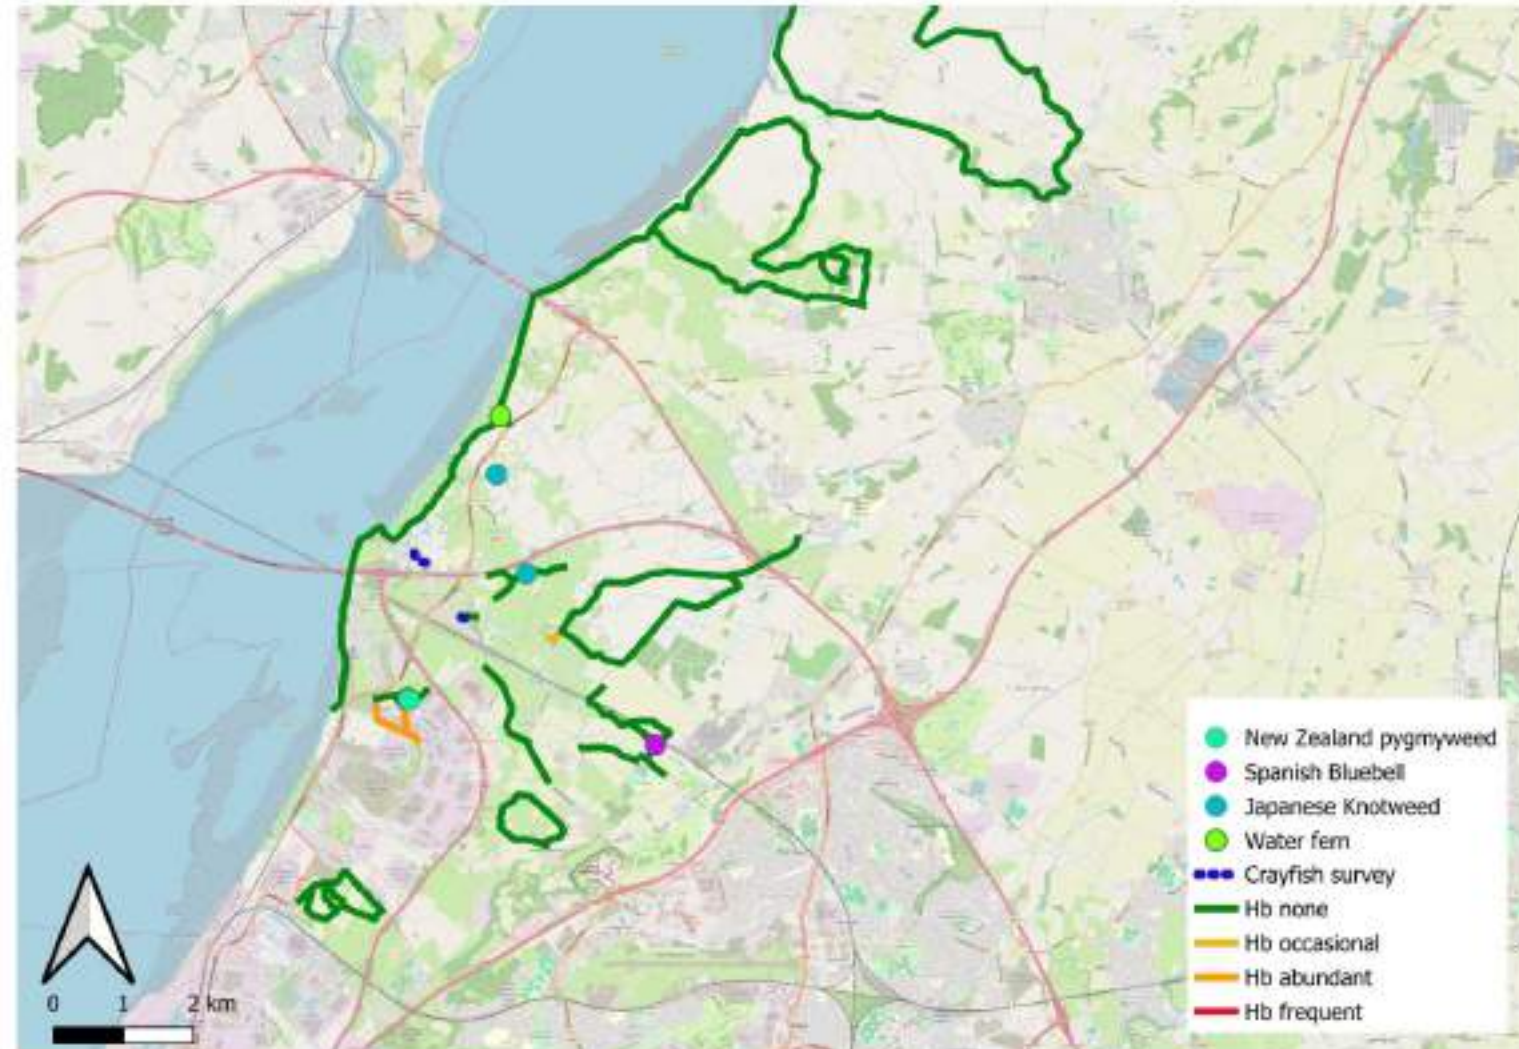 New Zealand pygmyweed
Spanish Bluebell
Japanese Knotweed
Water fern
Crayfish survey
Hb none
Hb occasional
Hb abundant
Hb frequent
0 1 2 km